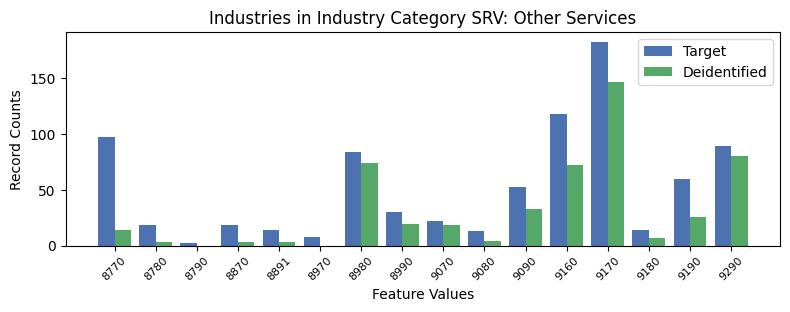 Industries in Industry Category SRV: Other Services
Target
Deidentified
Record Counts
150
100
50
0
8770 8780 8790 8870 8891 8970 8980 8990 9070 9080 9090 9160 9170 9180 9190 9290
Feature Values